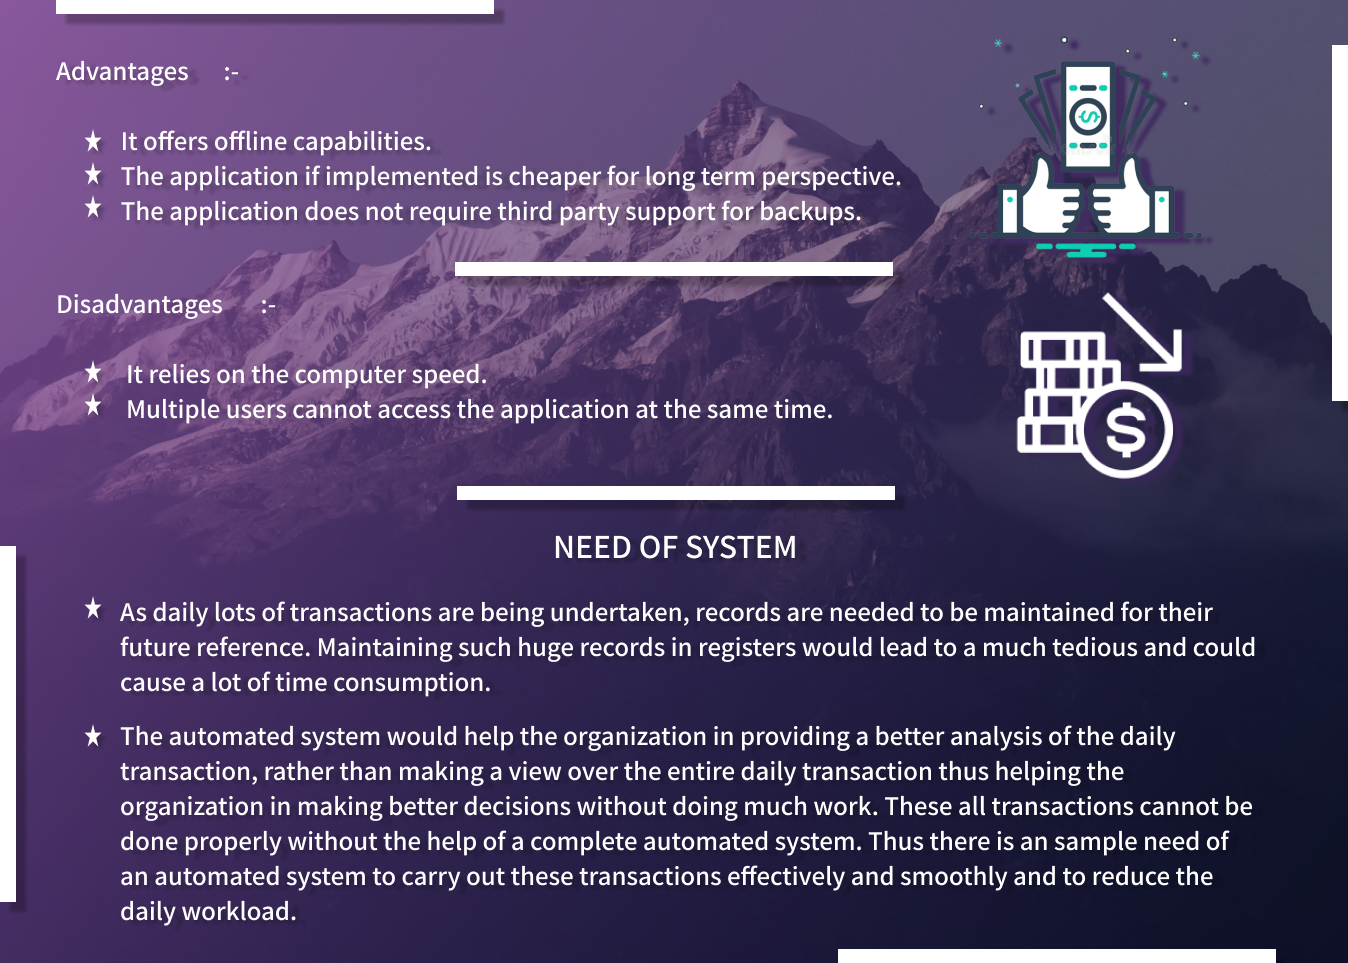 Advantages :-
It offers offline capabilities.
The application if implemented is cheaper for long term perspective.
The application does not require third party support for backups.
Disadvantages :-
It relies on the computer speed.
Multiple users cannot access the application at the same time.
NEED OF SYSTEM
As daily lots of transactions are being undertaken, records are needed to be maintained for their
future reference. Maintaining such huge records in registers would lead to a much tedious and could
cause a lot of time consumption.
The automated system would help the organization in providing a better analysis of the daily
transaction, rather than making a view over the entire daily transaction thus helping the
organization in making better decisions without doing much work. These all transactions cannot be
done properly without the help of a complete automated system. Thus there is an sample need of
an automated system to carry out these transactions effectively and smoothly and to reduce the
daily workload.